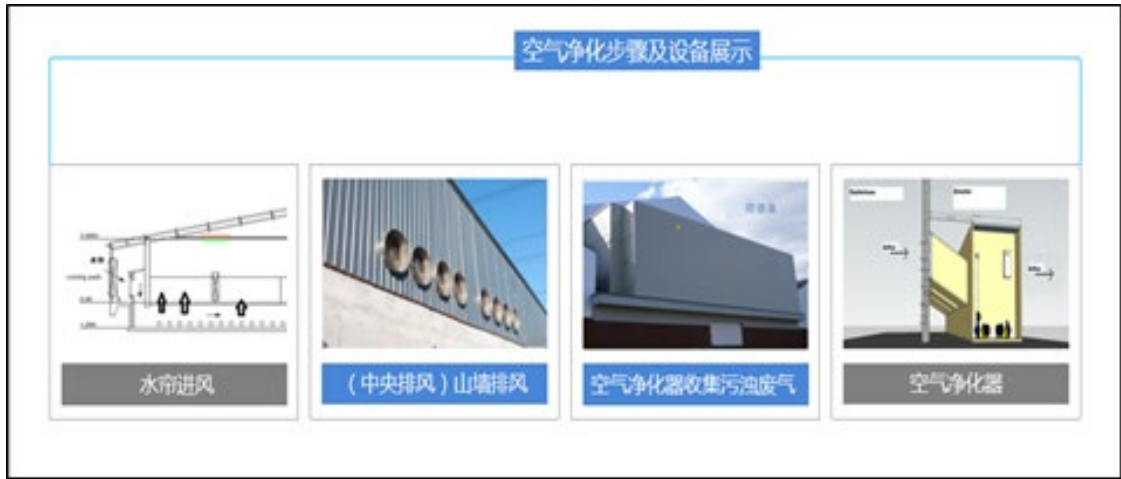 空气净化步骤及设备展示
水帘进风
（中央排风）山墙排风
空气净化器收集污浊废气
空气净化器